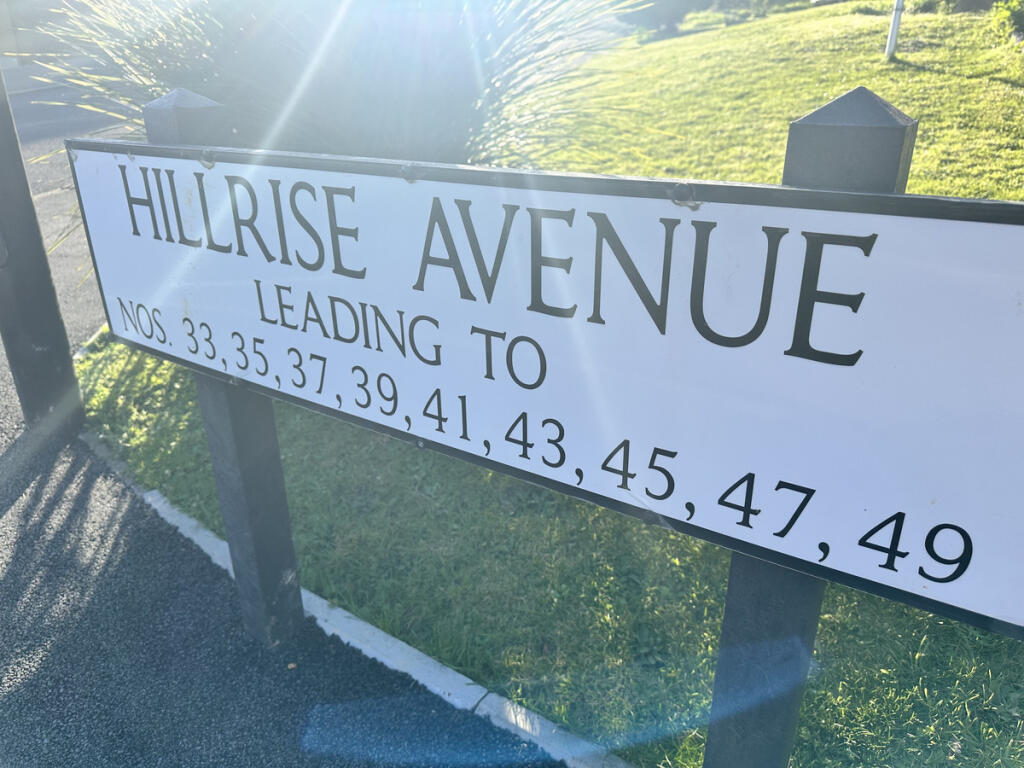 HILLRISE AVENUE
LEADING TO
NOS. 33, 35, 37, 39, 41, 43, 45, 47, 49